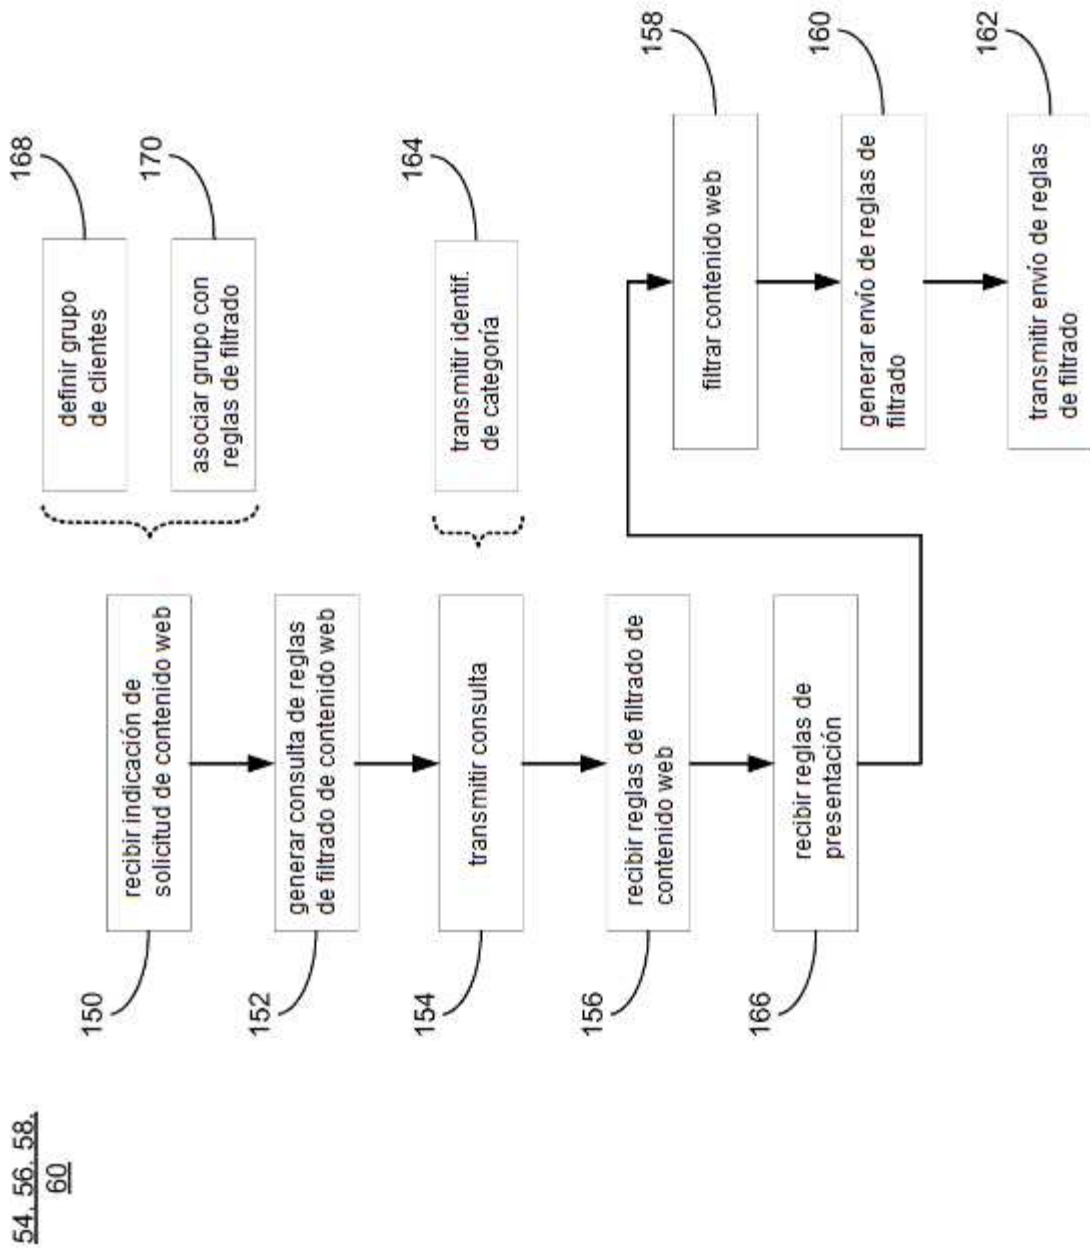 54, 56, 58,
60
150
recibir indicación de
solicitud de contenido web
152
generar consulta de reglas
de filtrado de contenido web
154
transmitir consulta
156
recibir reglas de filtrado de
contenido web
166
recibir reglas de
presentación
168
definir grupo
de clientes
170
asociar grupo con
reglas de filtrado
164
transmitir identif.
de categoría
158
filtrar contenido web
160
generar envío de reglas de
filtrado
162
transmitir envío de reglas
de filtrado